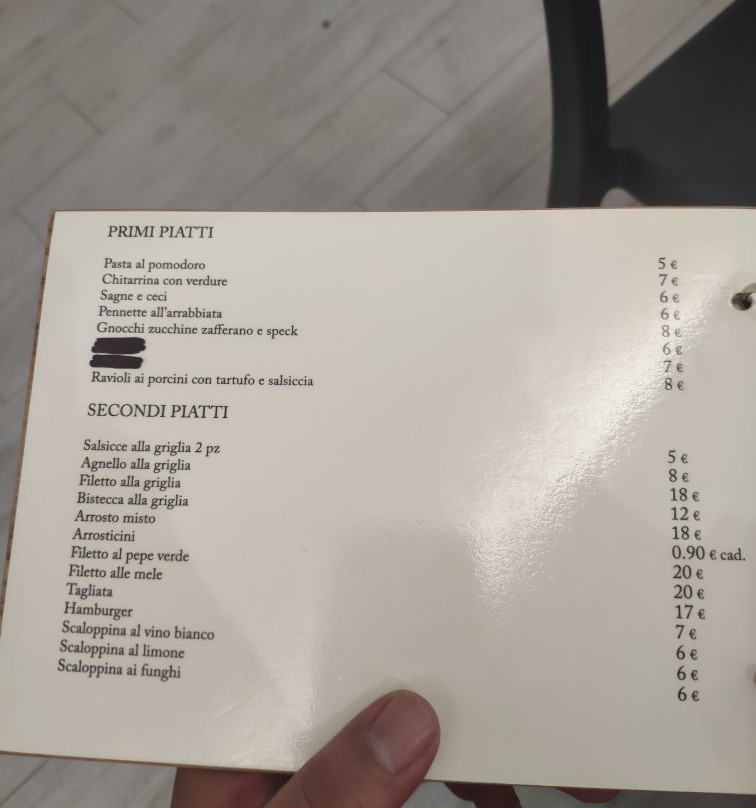 PRIMI PIATTI
Pasta al pomodoro 5 €
Chitarrina con verdure 7 €
Sagne e ceci 6 €
Pennette all'arrabbiata 6 €
Gnocchi zucchine zafferano e speck 8 €
6 €
7 €
Ravioli ai porcini con tartufo e salsiccia 8 €
SECONDI PIATTI
Salsicce alla griglia 2 pz 5 €
Agnello alla griglia 8 €
Filetto alla griglia 18 €
Bistecca alla griglia 12 €
Arrosto misto 18 €
Arrosticini 0.90 € cad.
Filetto al pepe verde 20 €
Filetto alle mele 20 €
Tagliata 17 €
Hamburger 7 €
Scaloppina al vino bianco 6 €
Scaloppina al limone 6 €
Scaloppina ai funghi 6 €